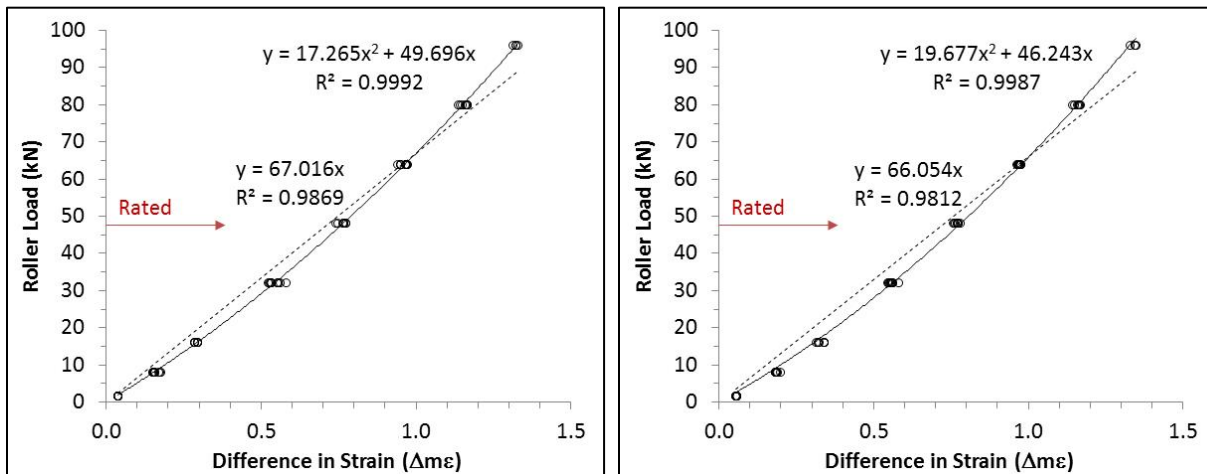 100
90
80
70
60
50
40
30
20
10
0
Roller Load (kN)
y = 17.265x² + 49.696x
R² = 0.9992
y = 67.016x
R² = 0.9869
Rated
0.0 0.5 1.0 1.5
Difference in Strain (Δmε)
100
90
80
70
60
50
40
30
20
10
0
Roller Load (kN)
y = 19.677x² + 46.243x
R² = 0.9987
y = 66.054x
R² = 0.9812
Rated
0.0 0.5 1.0 1.5
Difference in Strain (Δmε)